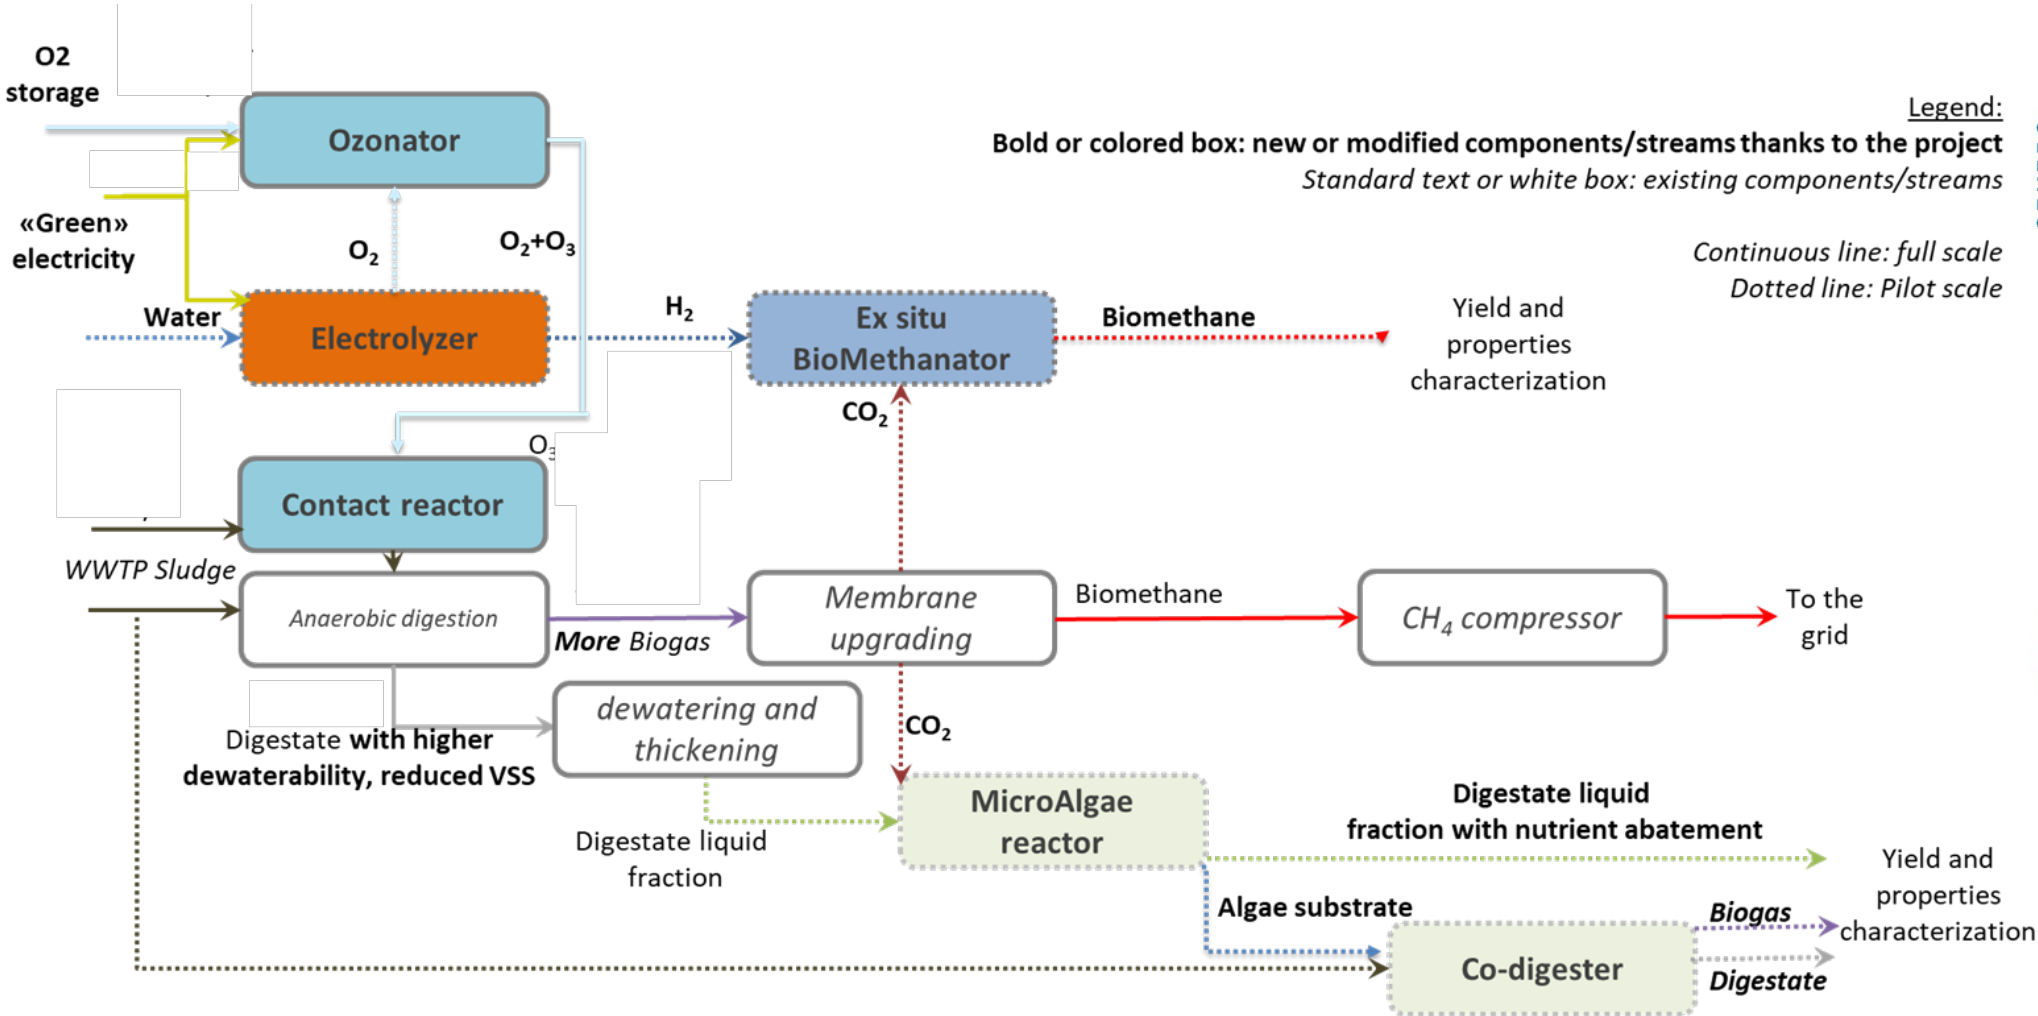 O2
storage
Ozonator
«Green»
electricity
O₂
O₂+O₃
Water
Electrolyzer
H₂
Ex situ
BioMethanator
Biomethane
Yield and
properties
characterization
Legend:
Bold or colored box: new or modified components/streams thanks to the project
Standard text or white box: existing components/streams
Continuous line: full scale
Dotted line: Pilot scale
CO₂
O₃
Contact reactor
WWTP Sludge
Anaerobic digestion
More Biogas
Membrane
upgrading
Biomethane
CH₄ compressor
To the
grid
Digestate with higher
dewaterability, reduced VSS
dewatering and
thickening
CO₂
Digestate liquid
fraction
MicroAlgae
reactor
Digestate liquid
fraction with nutrient abatement
Algae substrate
Co-digester
Biogas
Digestate
Yield and
properties
characterization